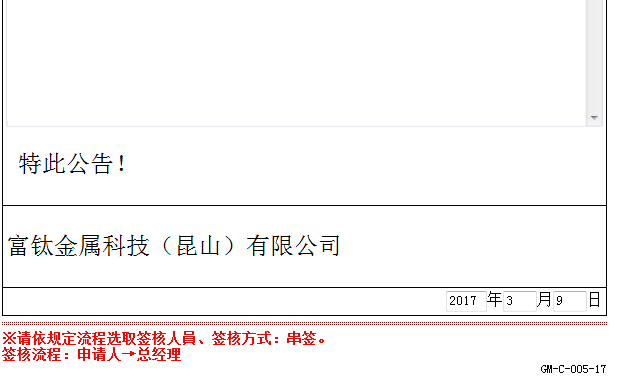 特此公告！
富钛金属科技（昆山）有限公司
2017 年 3 月 9 日
※请依规定流程选取签核人员、签核方式：串签。
签核流程：申请人→总经理
GM-C-005-17